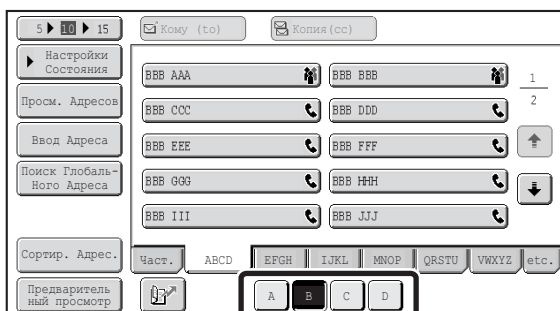 5 10 15
Кому (to)
Копия(cc)
Настройки
Состояния
Просм. Адресов
Ввод Адреса
Поиск Глобаль-
Ного Адреса
Сортир. Адрес.
Предваритель
ный просмотр
BBB AAA
BBB BBB
BBB CCC
BBB DDD
BBB EEE
BBB FFF
BBB GGG
BBB HHH
BBB III
BBB JJJ
1
2
Част.
ABCD
EFGH
IJKL
MNOP
QRSTU
VWXYZ
etc.
A
B
C
D